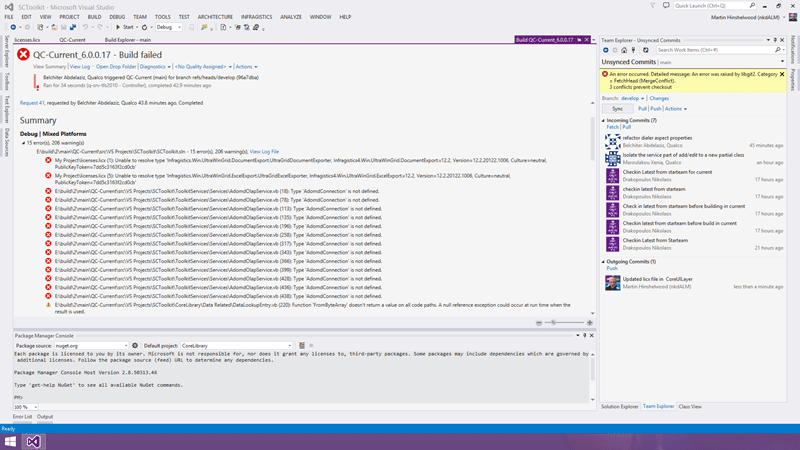 SCToolkit - Microsoft Visual Studio
Quick Launch (Ctrl+Q)
FILE EDIT VIEW PROJECT BUILD DEBUG TEAM TOOLS TEST ARCHITECTURE INFRAGISTICS ANALYZE WINDOW HELP
Martin Hinshelwood (nkdALM)
Start Debug
Server Explorer
Toolbox
Test Explorer
Data Sources
licenses.licx QC-Current Build Explorer - main
Build QC-Current_6.0.0.17
QC-Current_6.0.0.17 - Build failed
View Summary | View Log - Open Drop Folder | Diagnostics | <No Quality Assigned> | Actions
Belchiter Abdelaziz, Qualco triggered QC-Current (main) for branch refs/heads/develop (96a7dba)
Ran for 34 seconds (q-srv-tfs2010 - Controller), completed 42.9 minutes ago
Request 41, requested by Belchiter Abdelaziz, Qualco 43.8 minutes ago, Completed
Summary
Debug | Mixed Platforms
15 error(s), 206 warning(s)
E:\build\2\main\QC-Current\src\VS Projects\SCToolkit\SCToolkit.sln - 15 error(s), 206 warning(s), View Log File
My Project\licenses.licx (1): Unable to resolve type 'Infragistics.Win.UltraWinGrid.DocumentExport.UltraGridDocumentExporter, Infragistics4.Win.UltraWinGrid.DocumentExport.v12.2, Version=12.2.20122.1006, Culture=neutral,
PublicKeyToken=7dd5c3163f2cd0cb'
My Project\licenses.licx (5): Unable to resolve type 'Infragistics.Win.UltraWinGrid.ExcelExport.UltraGridExcelExporter, Infragistics4.Win.UltraWinGrid.ExcelExport.v12.2, Version=12.2.20122.1006, Culture=neutral,
PublicKeyToken=7dd5c3163f2cd0cb'
E:\build\2\main\QC-Current\src\VS Projects\SCToolkit\ToolkitServices\Services\AdomdOlapService.vb (18): Type 'AdomdConnection' is not defined.
E:\build\2\main\QC-Current\src\VS Projects\SCToolkit\ToolkitServices\Services\AdomdOlapService.vb (78): Type 'AdomdConnection' is not defined.
E:\build\2\main\QC-Current\src\VS Projects\SCToolkit\ToolkitServices\Services\AdomdOlapService.vb (113): Type 'AdomdConnection' is not defined.
E:\build\2\main\QC-Current\src\VS Projects\SCToolkit\ToolkitServices\Services\AdomdOlapService.vb (135): Type 'AdomdConnection' is not defined.
E:\build\2\main\QC-Current\src\VS Projects\SCToolkit\ToolkitServices\Services\AdomdOlapService.vb (196): Type 'AdomdConnection' is not defined.
E:\build\2\main\QC-Current\src\VS Projects\SCToolkit\ToolkitServices\Services\AdomdOlapService.vb (258): Type 'AdomdConnection' is not defined.
E:\build\2\main\QC-Current\src\VS Projects\SCToolkit\ToolkitServices\Services\AdomdOlapService.vb (317): Type 'AdomdConnection' is not defined.
E:\build\2\main\QC-Current\src\VS Projects\SCToolkit\ToolkitServices\Services\AdomdOlapService.vb (343): Type 'AdomdConnection' is not defined.
E:\build\2\main\QC-Current\src\VS Projects\SCToolkit\ToolkitServices\Services\AdomdOlapService.vb (366): Type 'AdomdConnection' is not defined.
E:\build\2\main\QC-Current\src\VS Projects\SCToolkit\ToolkitServices\Services\AdomdOlapService.vb (399): Type 'AdomdConnection' is not defined.
E:\build\2\main\QC-Current\src\VS Projects\SCToolkit\ToolkitServices\Services\AdomdOlapService.vb (428): Type 'AdomdConnection' is not defined.
E:\build\2\main\QC-Current\src\VS Projects\SCToolkit\ToolkitServices\Services\AdomdOlapService.vb (436): Type 'AdomdConnection' is not defined.
E:\build\2\main\QC-Current\src\VS Projects\SCToolkit\ToolkitServices\Services\AdomdOlapService.vb (438): Type 'AdomdConnection' is not defined.
E:\build\2\main\QC-Current\src\VS Projects\SCToolkit\CoreLibrary\Data Related\DataLookupEntry.vb (220): Function 'FromByteArray' doesn't return a value on all code paths. A null reference exception could occur at run time when the
result is used.
Package Manager Console
Package source: nuget.org Default project: CoreLibrary
Each package is licensed to you by its owner. Microsoft is not responsible for, nor does it grant any licenses to, third-party packages. Some packages may include dependencies which are governed by
additional licenses. Follow the package source (feed) URL to determine any dependencies.
Package Manager Console Host Version 2.8.50313.46
Type 'get-help NuGet' to see all available NuGet commands.
PM>
100 %
Error List Output
Ready
Team Explorer - Unsynced Commits
Search Work Items (Ctrl+')
Unsynced Commits | main
An error occurred. Detailed message: An error was raised by libgit2. Category
= FetchHead (MergeConflict).
3 conflicts prevent checkout
Branch: develop | Changes
Sync Pull | Push | Actions
Incoming Commits (7)
Fetch | Pull
refactor dialer aspect properties
Belchiter Abdelaziz, Qualco 45 minutes ago
Isolate the service part of add/edit to a new partial class
Maroulakou Xenia, Qualco an hour ago
Checkin Latest from starteam for current
Drakopoulos Nikolaos 17 hours ago
Checkin latest from starteam
Drakopoulos Nikolaos 17 hours ago
Check in latest from starteam before building in current
Drakopoulos Nikolaos 17 hours ago
Checkin latest from starteam before build in current
Drakopoulos Nikolaos 17 hours ago
Checkin Latest from Starteam
Drakopoulos Nikolaos 21 hours ago
Outgoing Commits (1)
Push
Updated licx file in CoreUILayer
Martin Hinshelwood (nkdALM) less than a minute ago
Solution Explorer Team Explorer Class View
Notifications
Properties